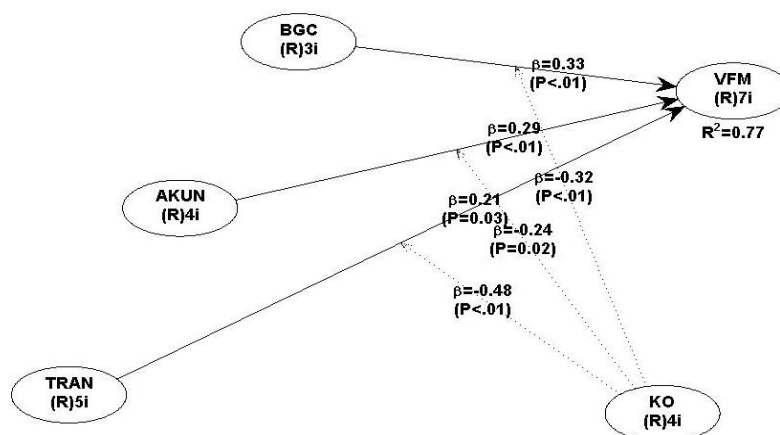 BGC
(R)3i
β=0.33
(P<.01)
VFM
(R)7i
R²=0.77
β=0.29
(P<.01)
AKUN
(R)4i
β=-0.32
(P<.01)
β=0.21
(P=0.03)
β=-0.24
(P=0.02)
β=-0.48
(P<.01)
TRAN
(R)5i
KO
(R)4i